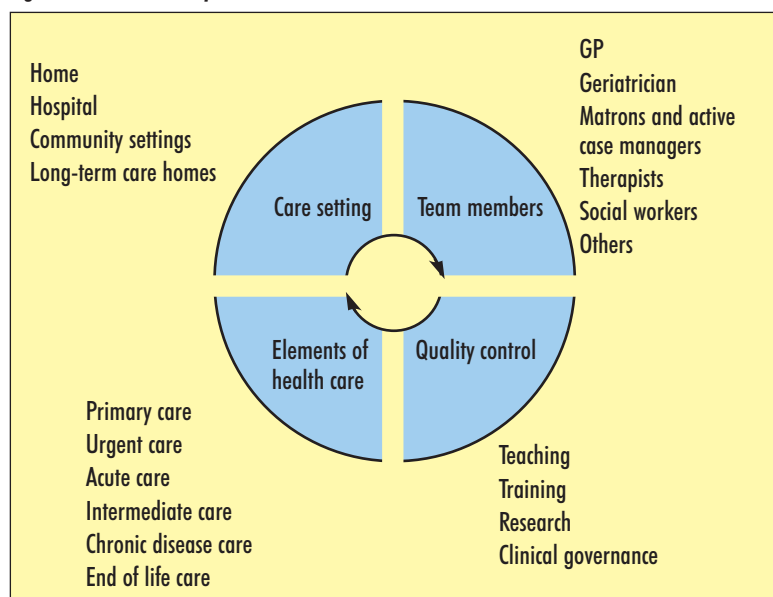 Home
Hospital
Community settings
Long-term care homes
GP
Geriatrician
Matrons and active
case managers
Therapists
Social workers
Others
Care setting
Team members
Elements of
health care
Quality control
Primary care
Urgent care
Acute care
Intermediate care
Chronic disease care
End of life care
Teaching
Training
Research
Clinical governance